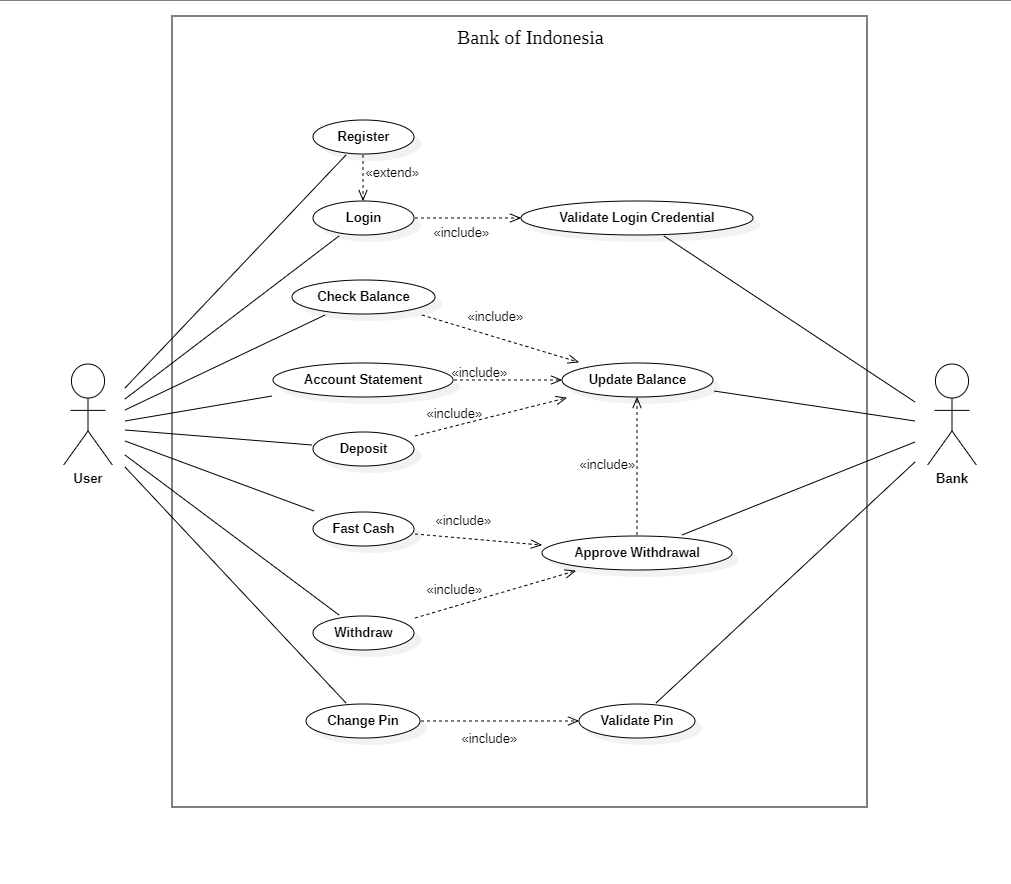 Bank of Indonesia
Register
«extend»
Login
«include»
Validate Login Credential
Check Balance
«include»
Account Statement
«include»
Update Balance
«include»
Deposit
«include»
User
Bank
Fast Cash
«include»
Approve Withdrawal
«include»
Withdraw
Change Pin
Validate Pin
«include»